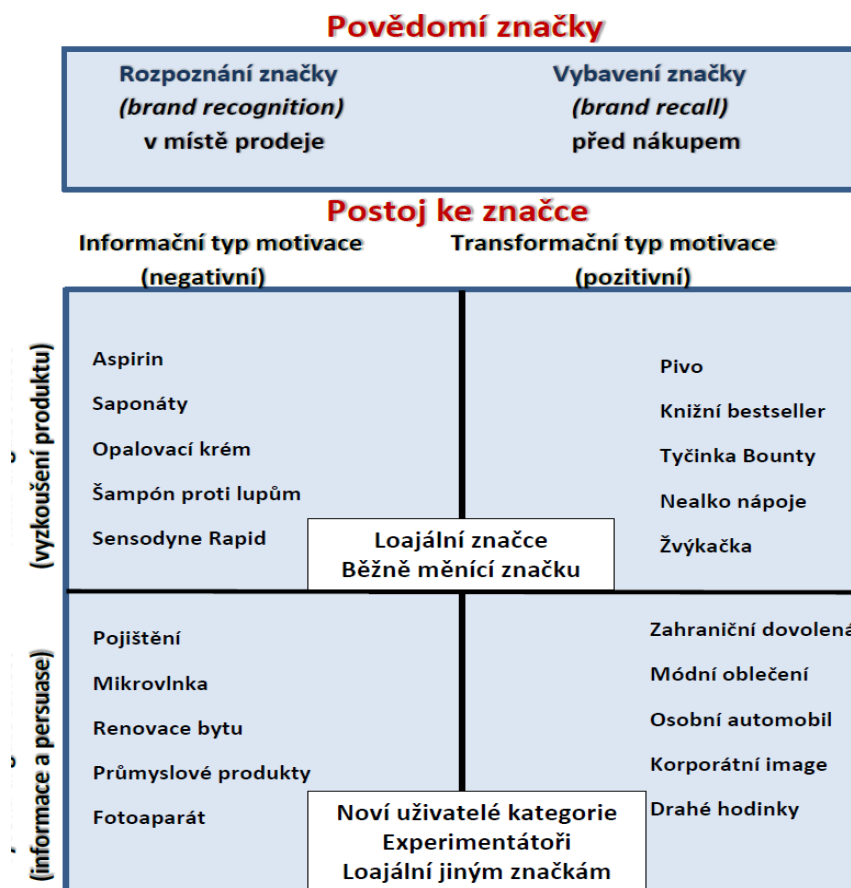 Povědomí značky
Rozpoznání značky
(brand recognition)
v místě prodeje
Vybavení značky
(brand recall)
před nákupem
Postoj ke značce
Informační typ motivace
(negativní)
Transformační typ motivace
(pozitivní)
(vyzkoušení produktu)
Aspirin
Saponáty
Opalovací krém
Šampón proti lupům
Sensodyne Rapid
Pivo
Knižní bestseller
Tyčinka Bounty
Nealko nápoje
Žvýkačka
Loajální značce
Běžně měnící značku
(informace a persuase)
Pojištění
Mikrovlnka
Renovace bytu
Průmyslové produkty
Fotoaparát
Zahraniční dovolená
Módní oblečení
Osobní automobil
Korporátní image
Drahé hodinky
Noví uživatelé kategorie
Experimentátoři
Loajální jiným značkám